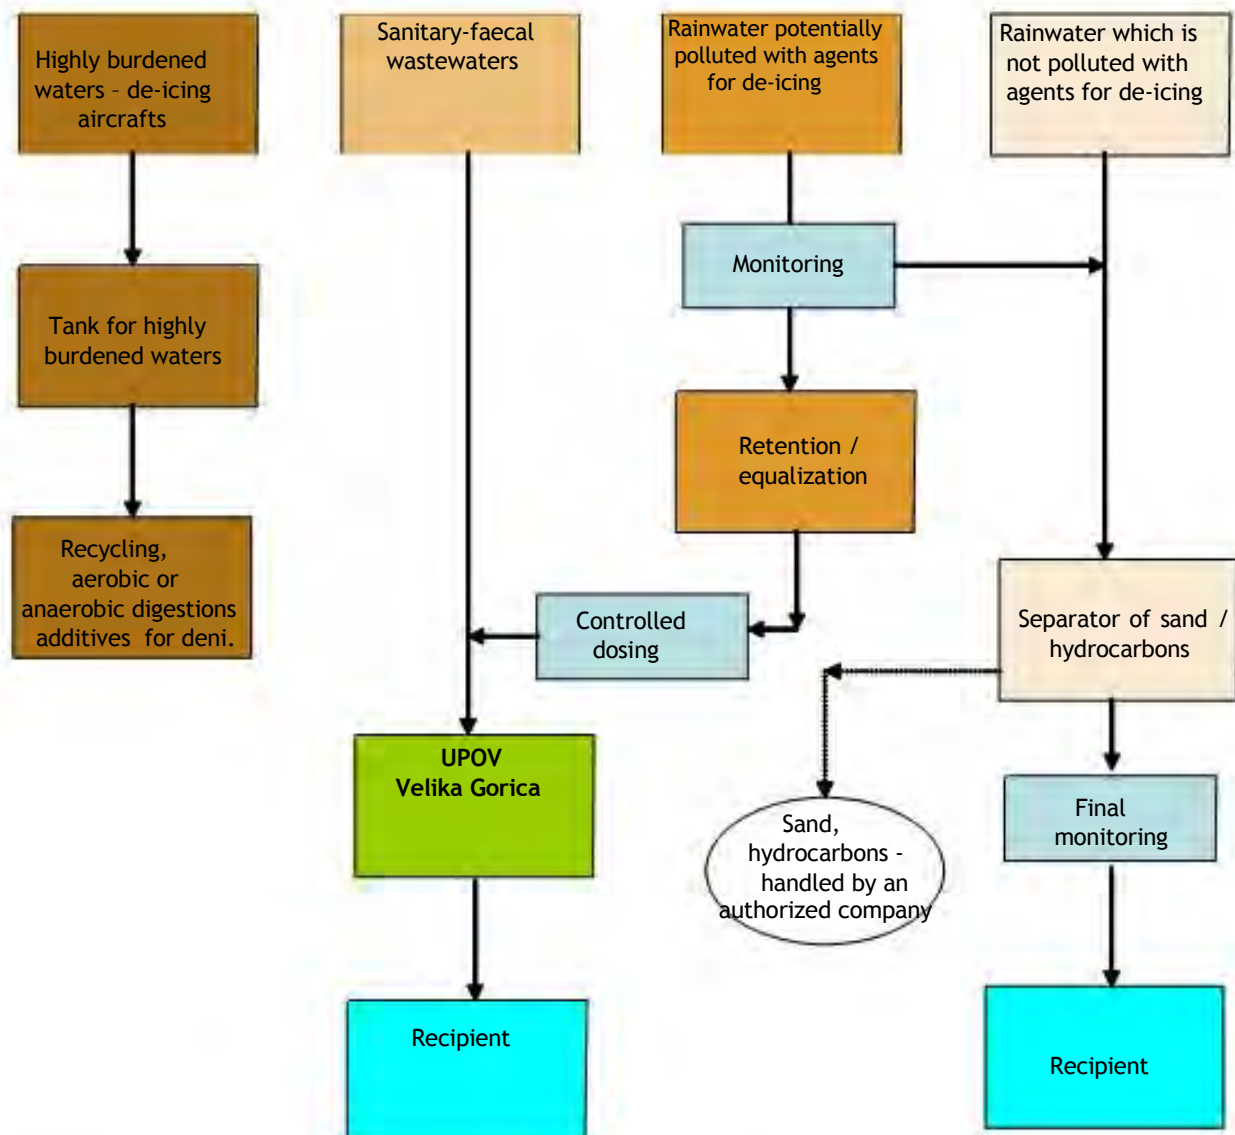 Highly burdened
waters – de-icing
aircrafts
Sanitary-faecal
wastewaters
Rainwater potentially
polluted with agents
for de-icing
Rainwater which is
not polluted with
agents for de-icing
Monitoring
Tank for highly
burdened waters
Retention /
equalization
Recycling,
aerobic or
anaerobic digestions
additives for deni.
Controlled
dosing
Separator of sand /
hydrocarbons
UPOV
Velika Gorica
Sand,
hydrocarbons -
handled by an
authorized company
Final
monitoring
Recipient
Recipient